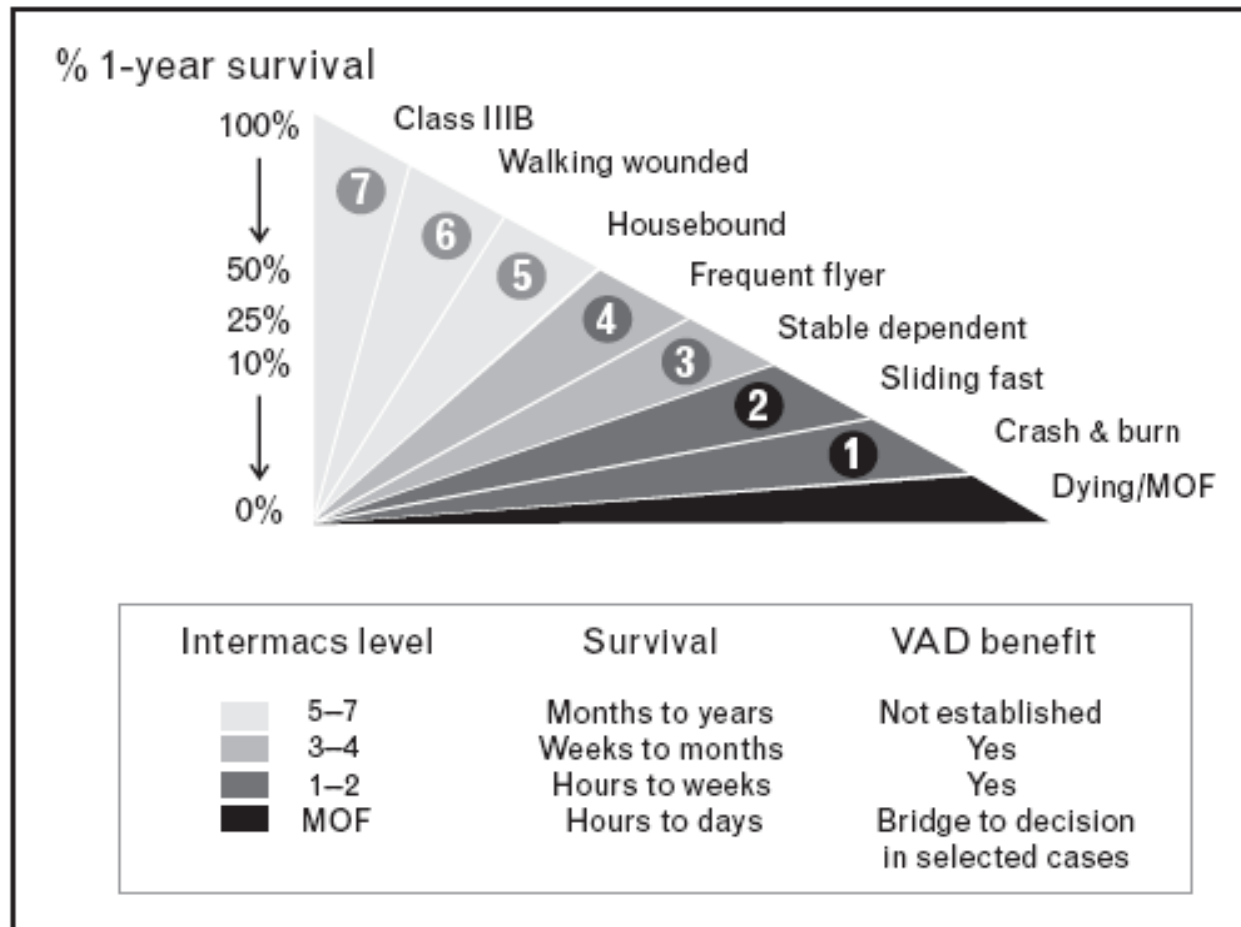 % 1-year survival
100%
Class IIIB
Walking wounded
7
6
Housebound
50%
5
Frequent flyer
25%
4
Stable dependent
10%
3
Sliding fast
2
Crash & burn
1
Dying/MOF
0%
Intermacs level Survival VAD benefit
5–7 Months to years Not established
3–4 Weeks to months Yes
1–2 Hours to weeks Yes
MOF Hours to days Bridge to decision
in selected cases